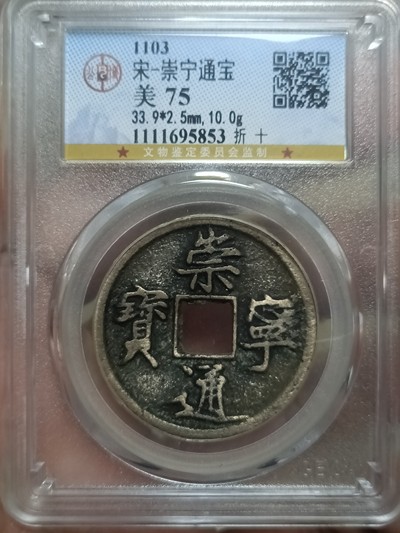 1103
宋-崇宁通宝
美 75
33.9*2.5mm,10.0g
1111695853 折 十
★ 文物鉴定委员会监制 ★
崇
寶 寧
通